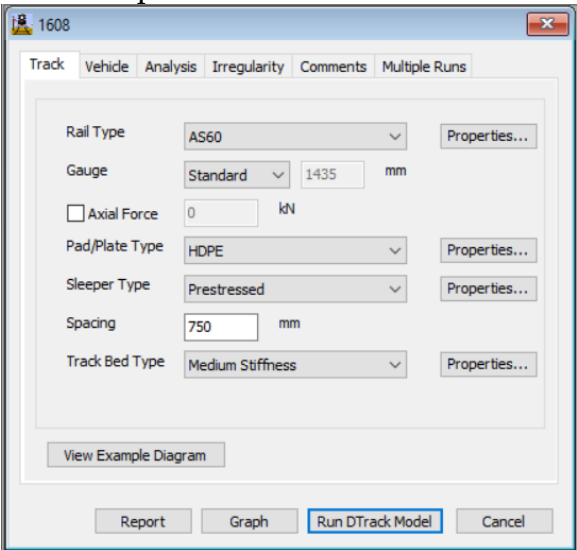 1608
Track Vehicle Analysis Irregularity Comments Multiple Runs
Rail Type AS60 Properties...
Gauge Standard 1435 mm
Axial Force 0 kN
Pad/Plate Type HDPE Properties...
Sleeper Type Prestressed Properties...
Spacing 750 mm
Track Bed Type Medium Stiffness Properties...
View Example Diagram
Report Graph Run DTrack Model Cancel